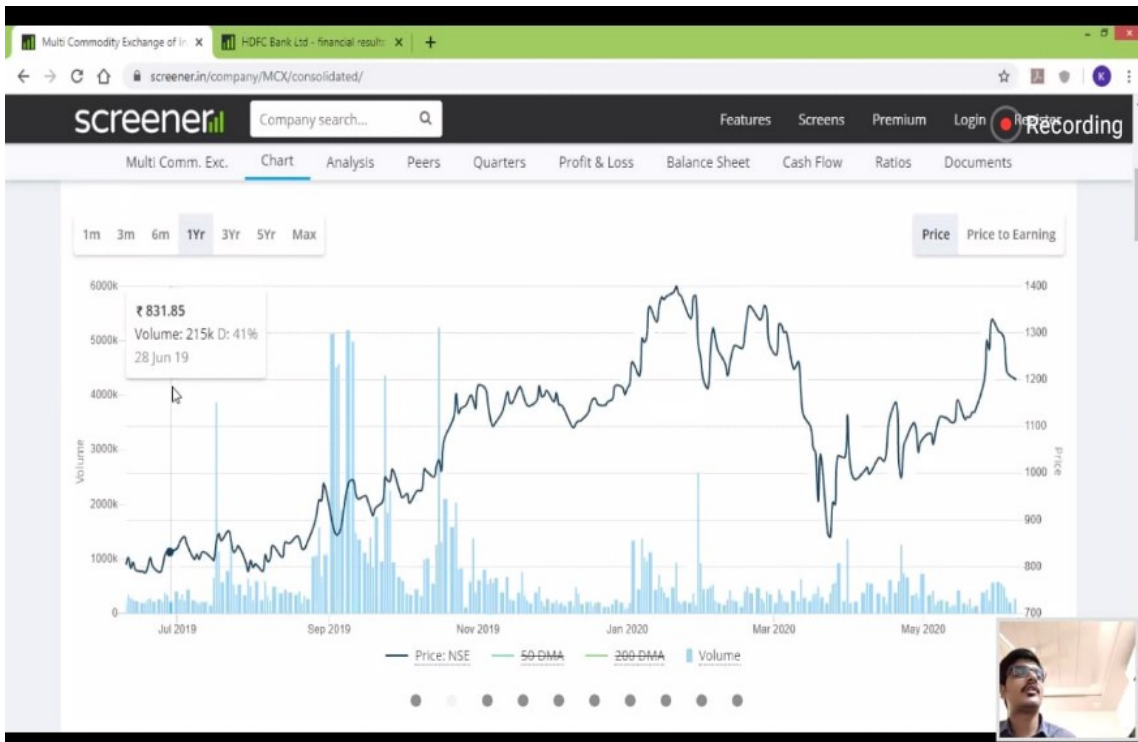 Multi Commodity Exchange of In
HDFC Bank Ltd - financial results
screener.in/company/MCX/consolidated/
K
screener
Company search...
Features Screens Premium Login
Recording
Multi Comm. Exc. Chart Analysis Peers Quarters Profit & Loss Balance Sheet Cash Flow Ratios Documents
1m 3m 6m 1Yr 3Yr 5Yr Max
Price Price to Earning
6000k
5000k
4000k
3000k
2000k
1000k
0
Volume
₹ 831.85
Volume: 215k D: 41%
28 Jun 19
1400
1300
1200
1100
1000
900
800
700
Price
Jul 2019 Sep 2019 Nov 2019 Jan 2020 Mar 2020 May 2020
Price: NSE 50 DMA 200 DMA Volume